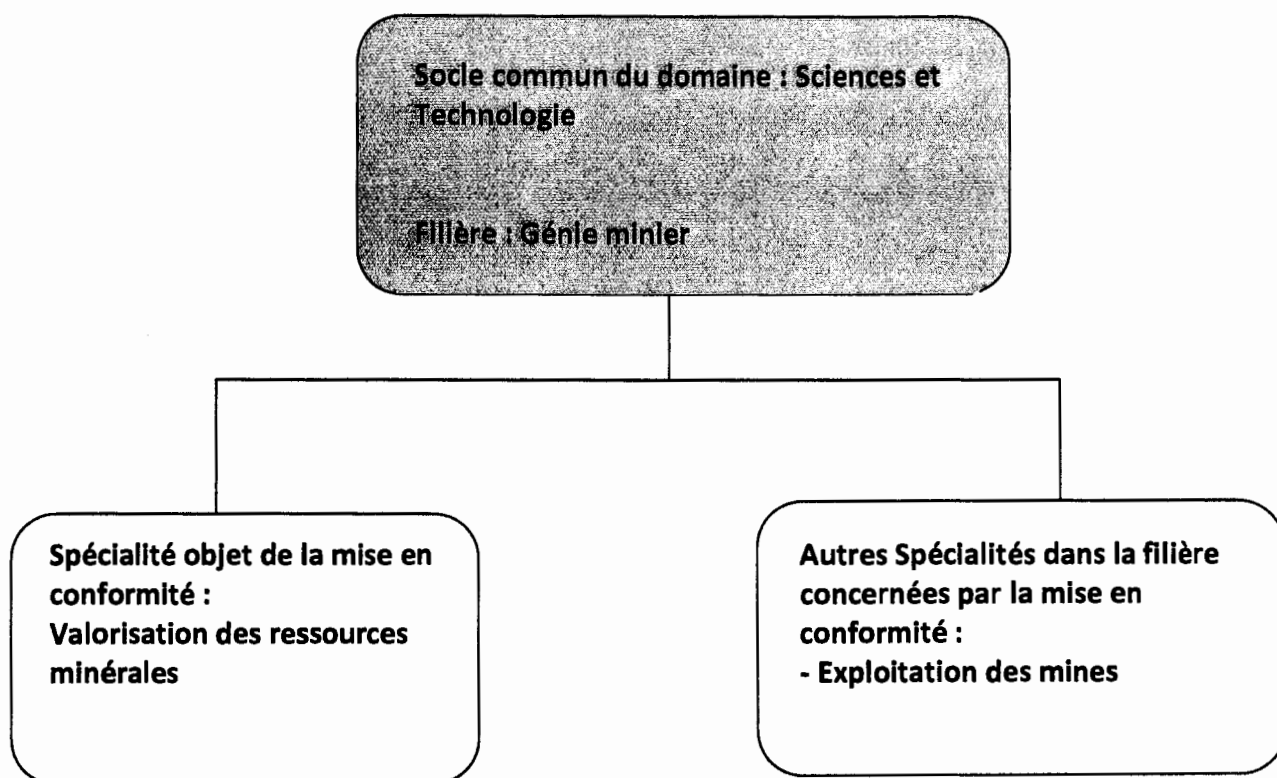 Socle commun du domaine : Sciences et
Technologie
Filière : Génie minier
Spécialité objet de la mise en
conformité :
Valorisation des ressources
minérales
Autres Spécialités dans la filière
concernées par la mise en
conformité :
- Exploitation des mines